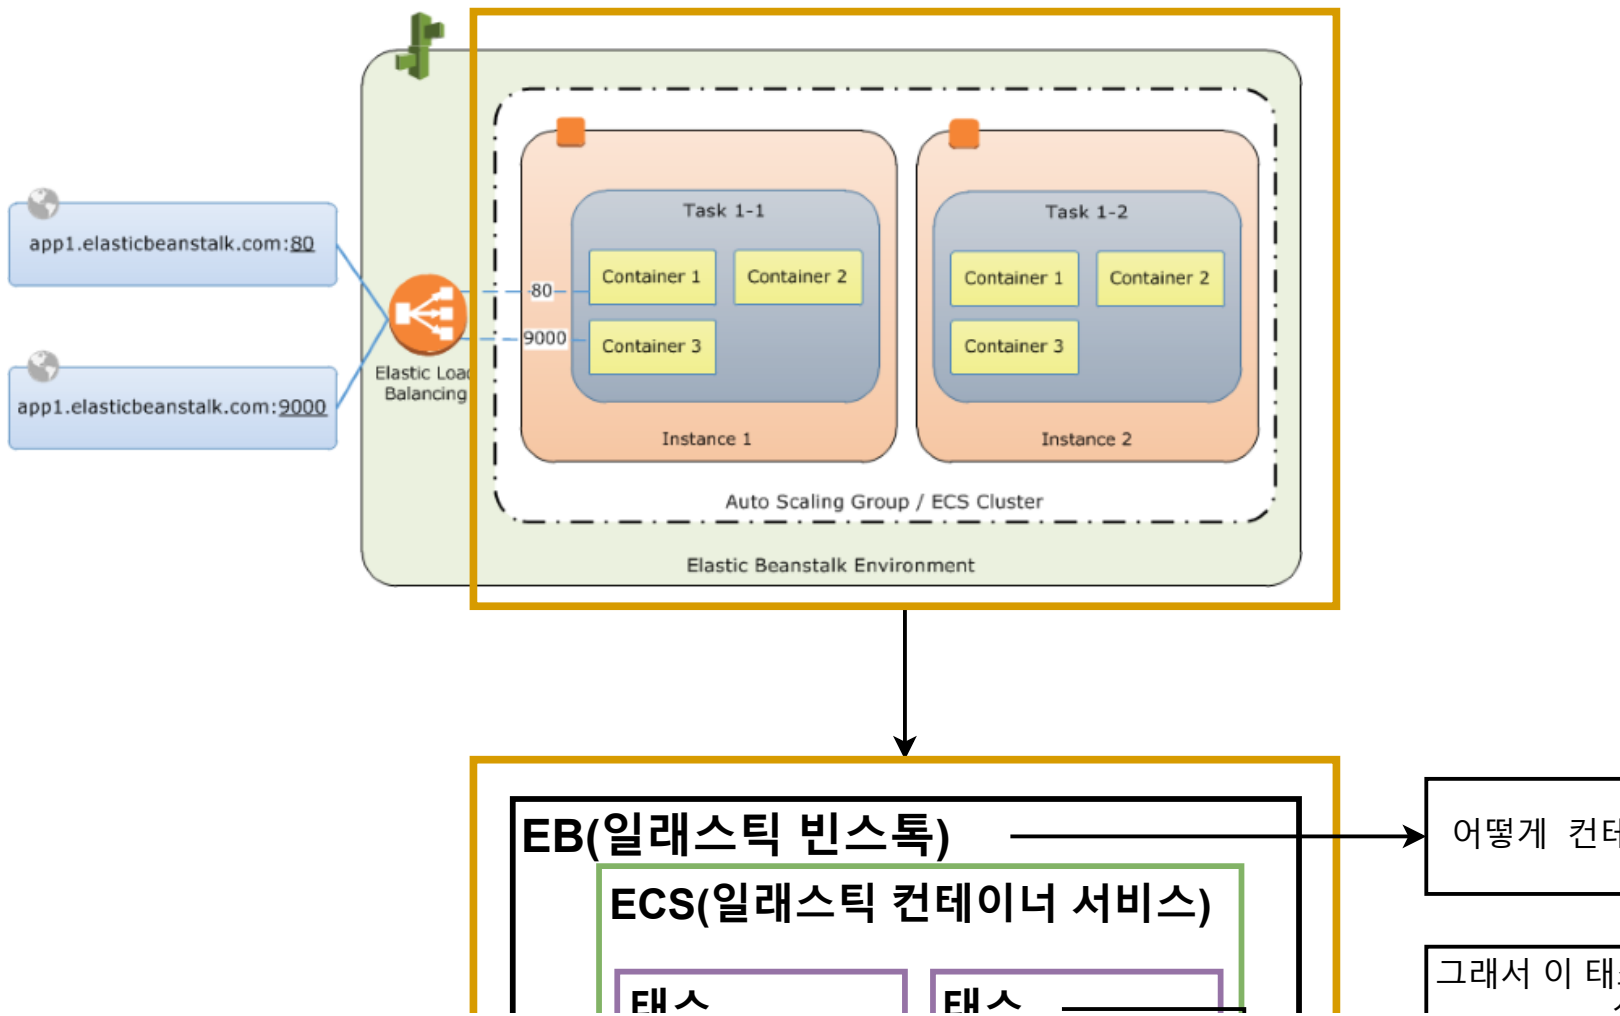 app1.elasticbeanstalk.com:80
app1.elasticbeanstalk.com:9000
Elastic Load
Balancing
80
9000
Task 1-1
Container 1
Container 2
Container 3
Instance 1
Task 1-2
Container 1
Container 2
Container 3
Instance 2
Auto Scaling Group / ECS Cluster
Elastic Beanstalk Environment
EB(일래스틱 빈스톡)
어떻게
ECS(일래스틱 컨테이너 서비스)
그래서 이